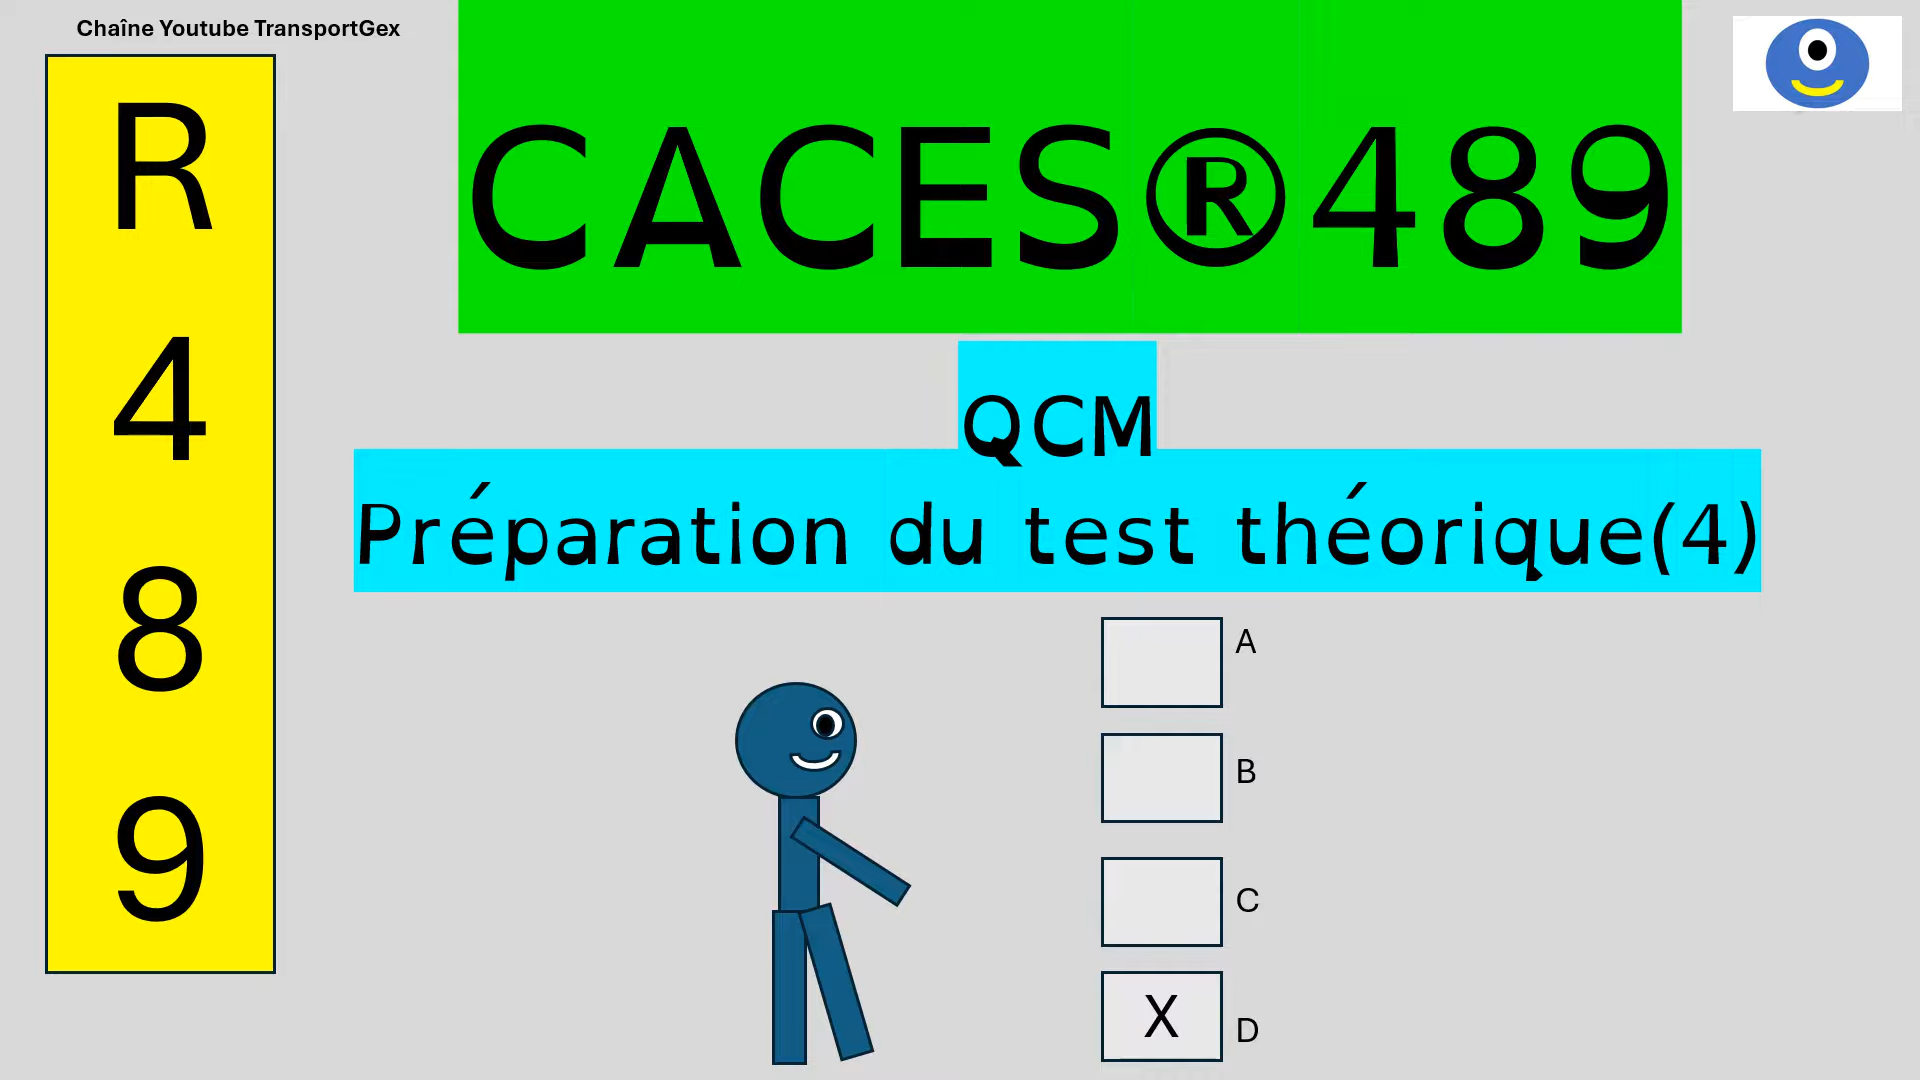 Chaîne Youtube TransportGex
R
4
8
9
CACES®489
QCM
Préparation du test théorique(4)
A
B
C
X D